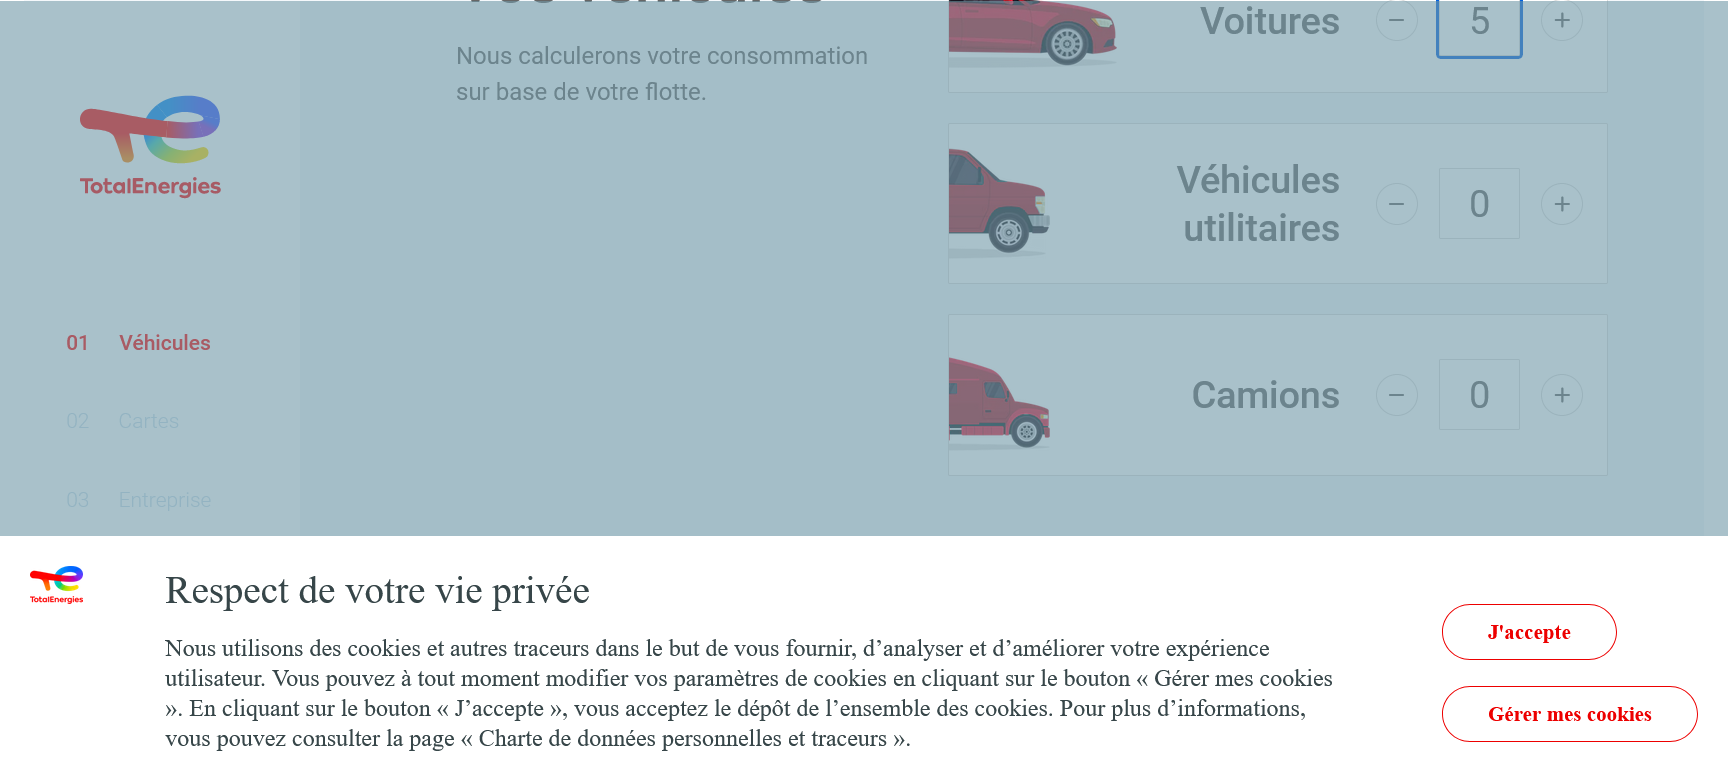 Nous calculerons votre consommation
sur base de votre flotte.
TotalEnergies
01 Véhicules
02 Cartes
03 Entreprise
Voitures − 5 +
Véhicules
utilitaires − 0 +
Camions − 0 +
TotalEnergies
Respect de votre vie privée
Nous utilisons des cookies et autres traceurs dans le but de vous fournir, d’analyser et d’améliorer votre expérience
utilisateur. Vous pouvez à tout moment modifier vos paramètres de cookies en cliquant sur le bouton « Gérer mes cookies
». En cliquant sur le bouton « J’accepte », vous acceptez le dépôt de l’ensemble des cookies. Pour plus d’informations,
vous pouvez consulter la page « Charte de données personnelles et traceurs ».
J'accepte
Gérer mes cookies